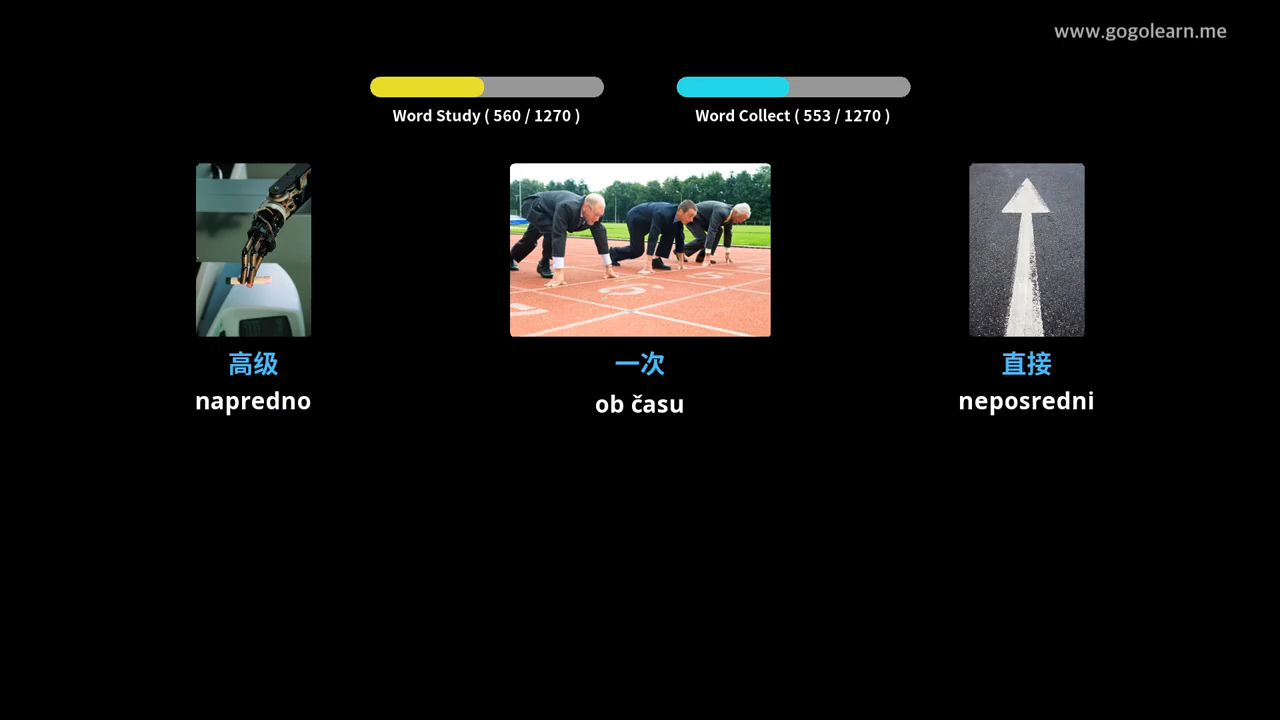 www.gogolearn.me
Word Study ( 560 / 1270 )
Word Collect ( 553 / 1270 )
高级
napredno
一次
ob času
直接
neposredni